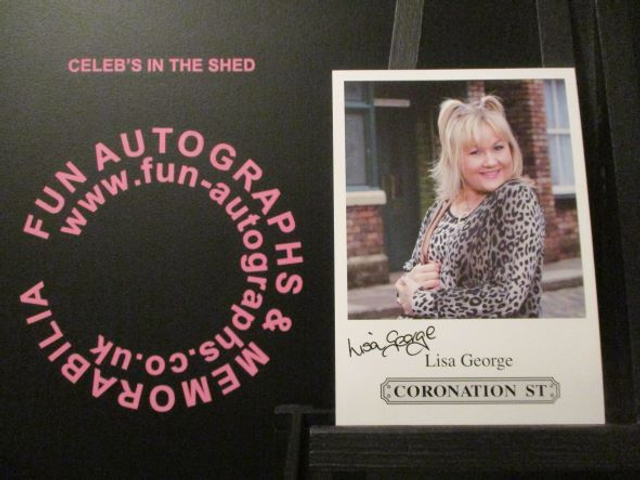 CELEB'S IN THE SHED
FUN AUTOGRAPHS & MEMORABILIA
www.fun-autographs.co.uk
Lisa George
Lisa George
CORONATION ST.